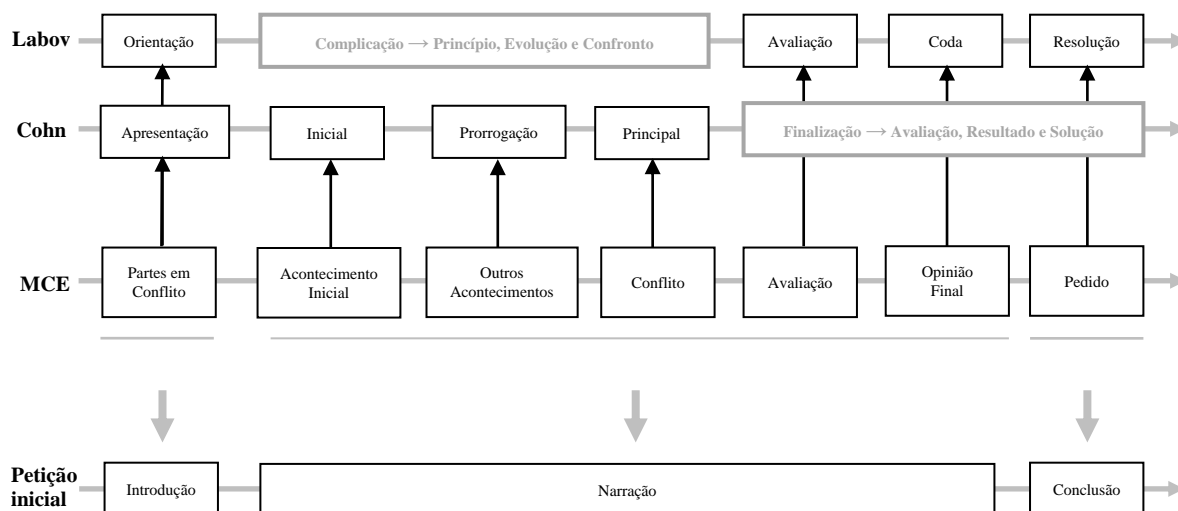 Labov
Orientação
Complicação → Princípio, Evolução e Confronto
Avaliação
Coda
Resolução
Cohn
Apresentação
Inicial
Prorrogação
Principal
Finalização → Avaliação, Resultado e Solução
MCE
Partes em
Conflito
Acontecimento
Inicial
Outros
Acontecimentos
Conflito
Avaliação
Opinião
Final
Pedido
Petição
inicial
Introdução
Narração
Conclusão